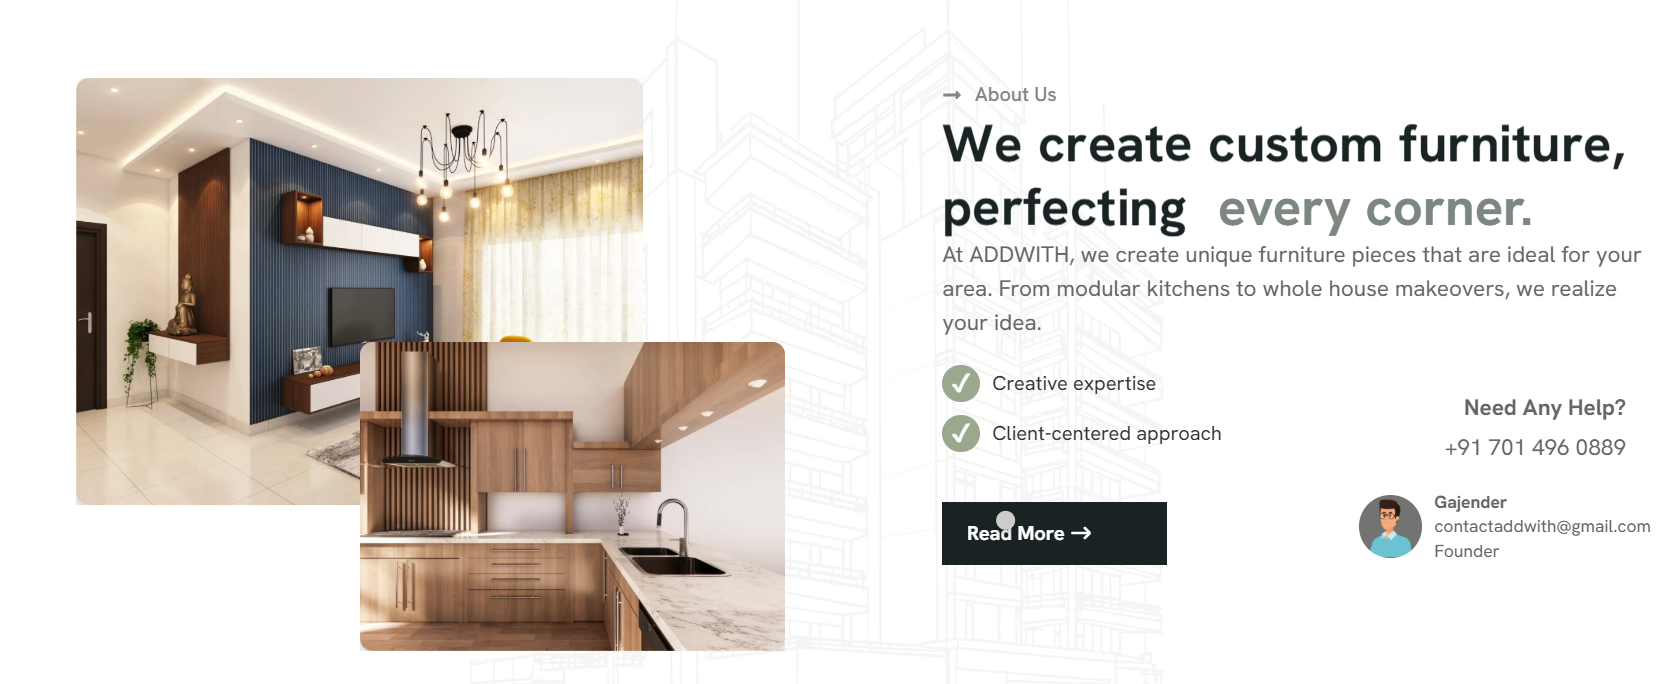 About Us
We create custom furniture,
perfecting every corner.
At ADDWITH, we create unique furniture pieces that are ideal for your
area. From modular kitchens to whole house makeovers, we realize
your idea.
Creative expertise
Client-centered approach
Read More
Need Any Help?
+91 701 496 0889
Gajender
contactaddwith@gmail.com
Founder